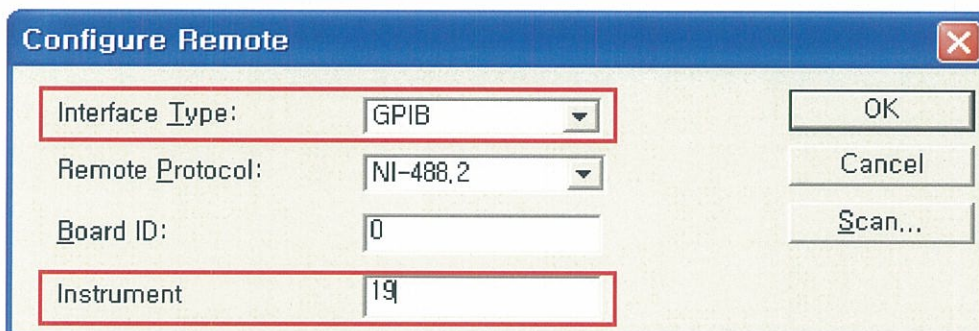 Configure Remote
Interface Type: GPIB OK
Remote Protocol: NI-488.2 Cancel
Board ID: 0 Scan...
Instrument 19